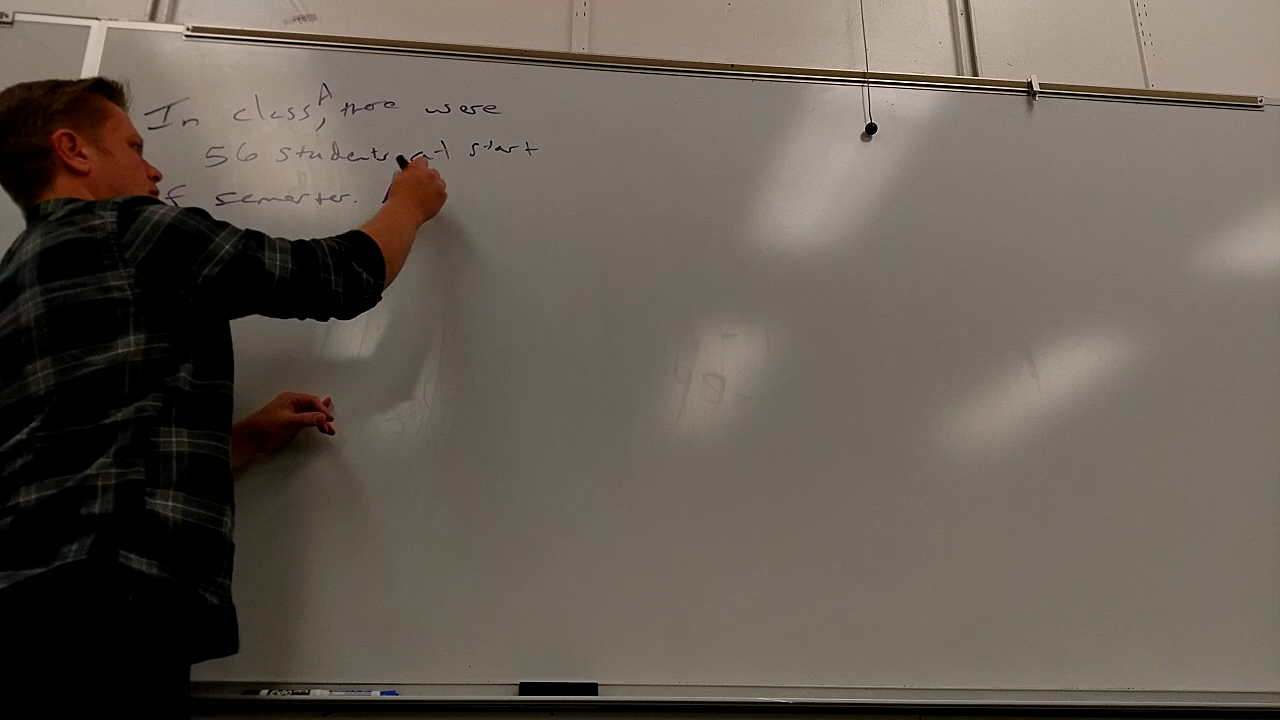 In class A, there were
56 students at start
f semester.